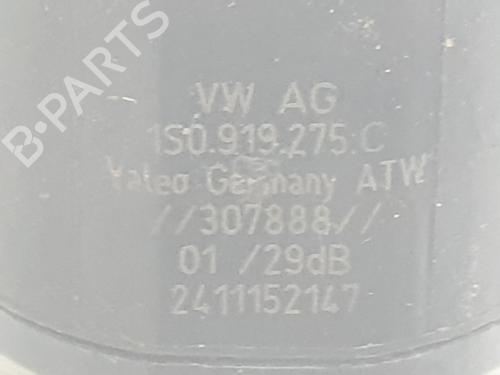 VW AG
1S0.919.275.C
Valeo Germany ATW
//307888//
01 /29dB
2411152147
B-PARTS